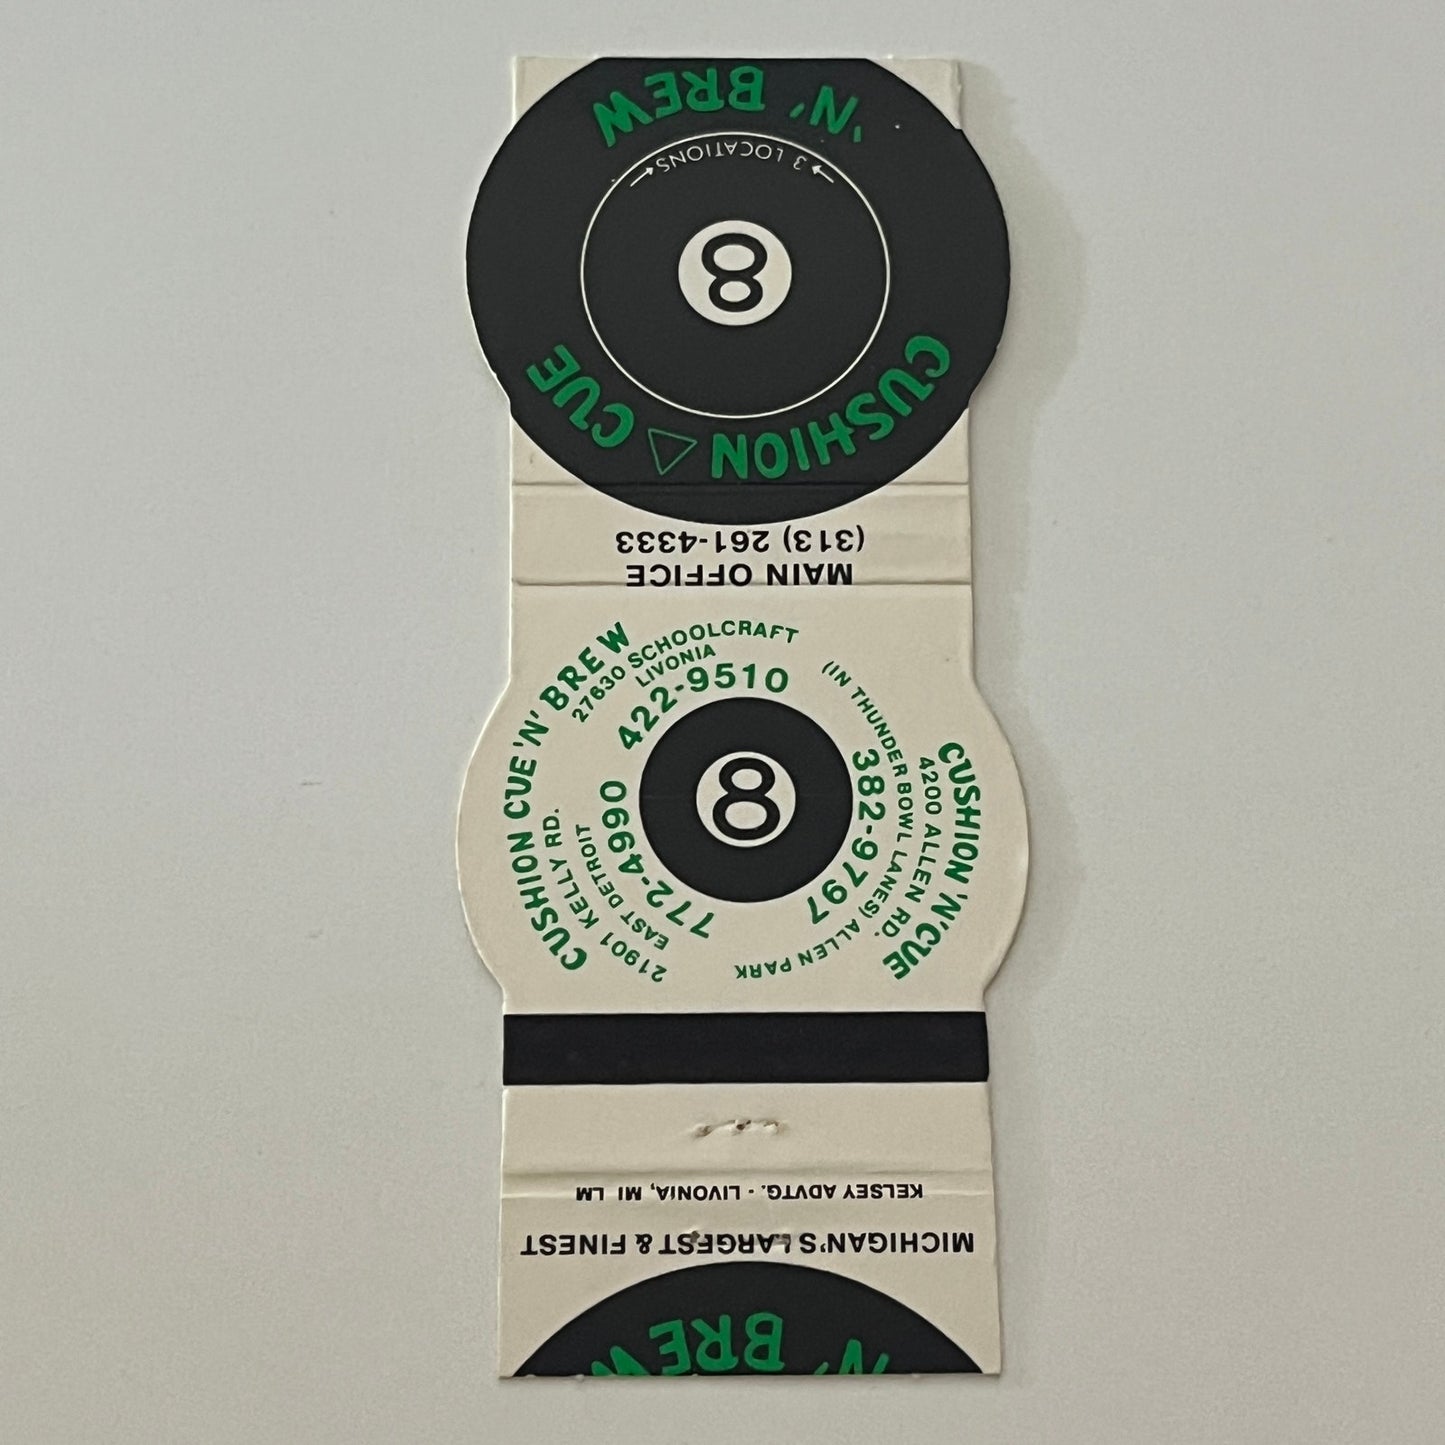 CUSHION CUE
'N' BREW
3 LOCATIONS
8
MAIN OFFICE
(313) 261-4333
CUSHION CUE 'N' BREW
27630 SCHOOLCRAFT
LIVONIA
422-9510
21901 KELLY RD.
EAST DETROIT
772-4990
CUSHION 'N' CUE
4200 ALLEN RD.
(IN THUNDER BOWL LANES) ALLEN PARK
382-9797
8
KELSEY ADVTG. - LIVONIA, MI LM
MICHIGAN'S LARGEST & FINEST
'N' BREW